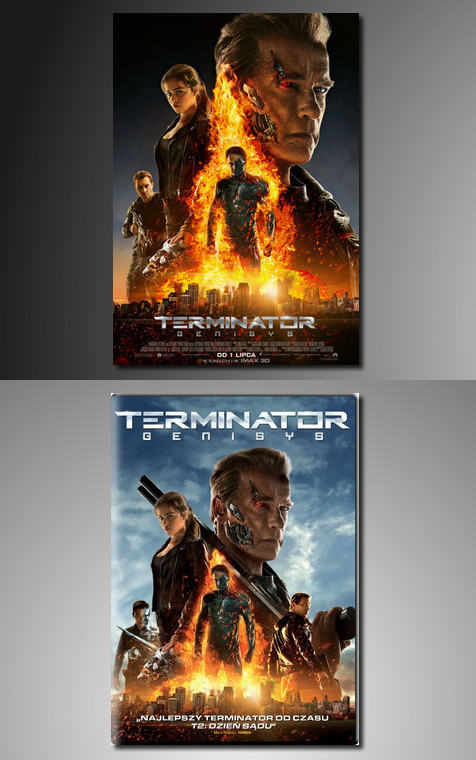 TERMINATOR
GENISYS
OD 1 LIPCA
W KINACH I W IMAX 3D
TERMINATOR
GENISYS
„NAJLEPSZY TERMINATOR OD CZASU
T2: DZIEŃ SĄDU”